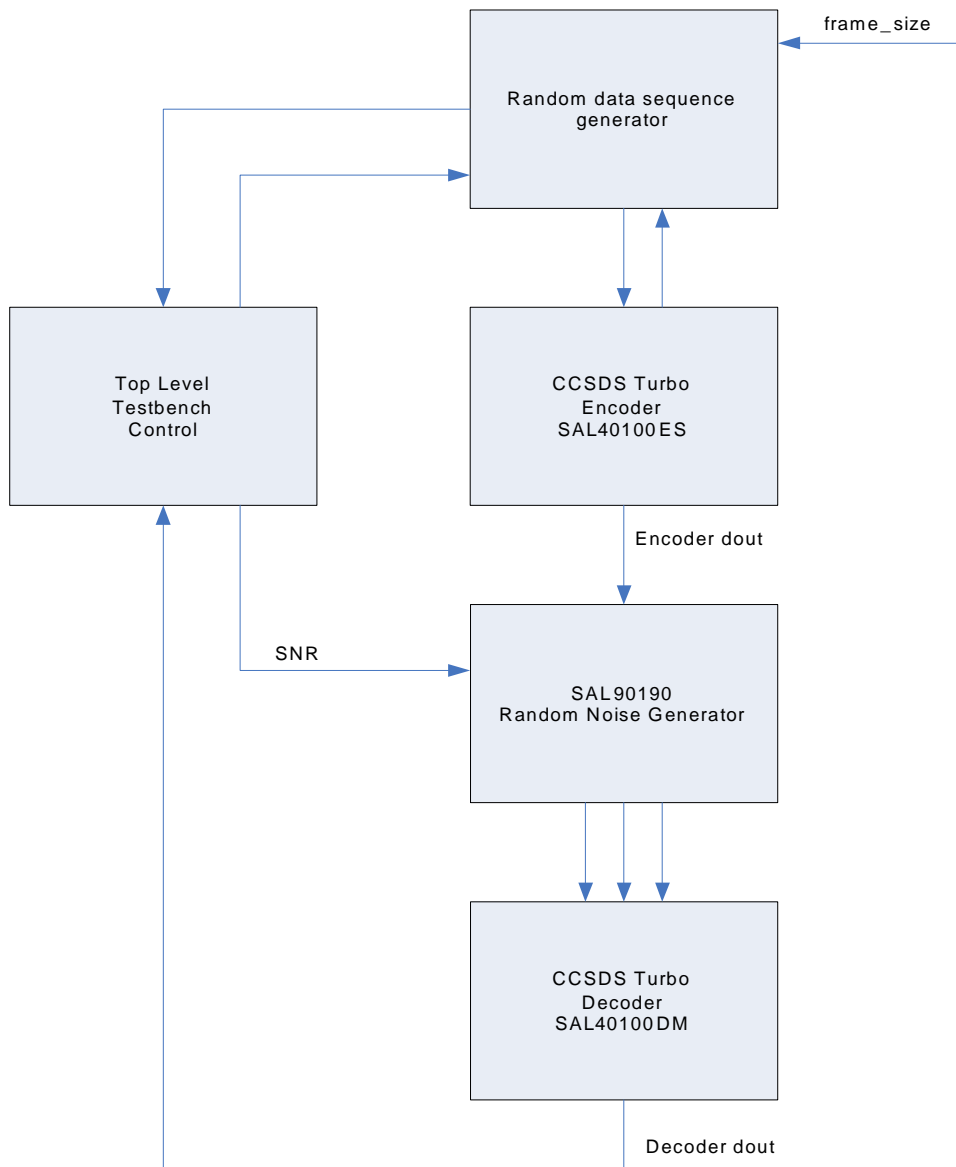 frame_size
Random data sequence
generator
Top Level
Testbench
Control
CCSDS Turbo
Encoder
SAL40100ES
Encoder dout
SNR
SAL90190
Random Noise Generator
CCSDS Turbo
Decoder
SAL40100DM
Decoder dout